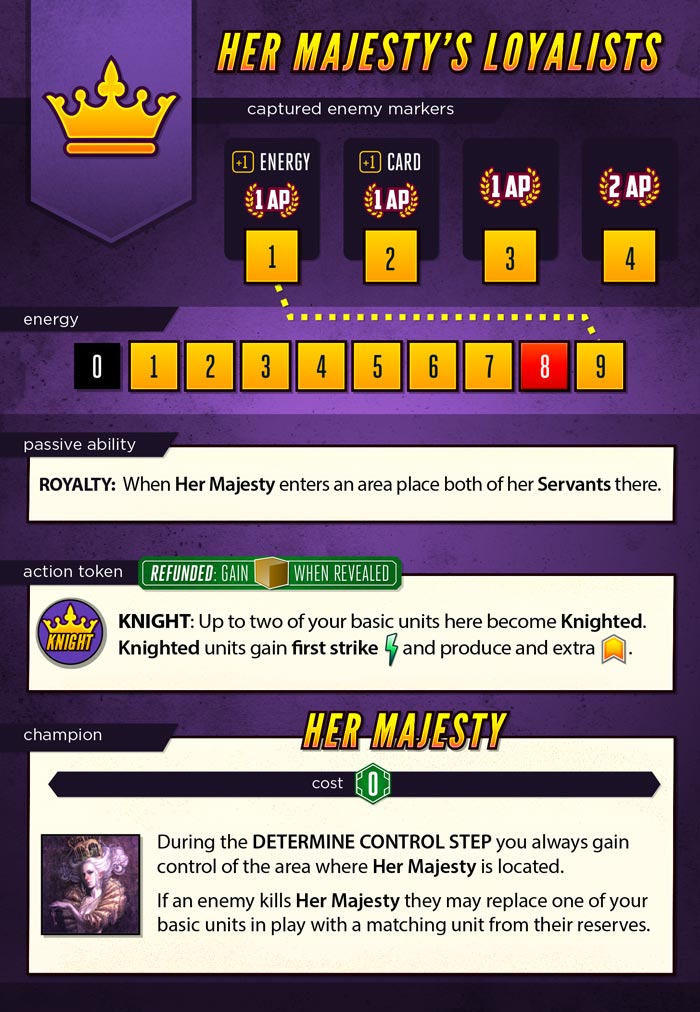 HER MAJESTY'S LOYALISTS
captured enemy markers
+1 ENERGY
1 AP
1
+1 CARD
1 AP
2
1 AP
3
2 AP
4
energy
0 1 2 3 4 5 6 7 8 9
passive ability
ROYALTY: When Her Majesty enters an area place both of her Servants there.
action token
REFUNDED: GAIN WHEN REVEALED
KNIGHT
KNIGHT: Up to two of your basic units here become Knighted.
Knighted units gain first strike and produce and extra .
champion
HER MAJESTY
cost 0
During the DETERMINE CONTROL STEP you always gain
control of the area where Her Majesty is located.
If an enemy kills Her Majesty they may replace one of your
basic units in play with a matching unit from their reserves.